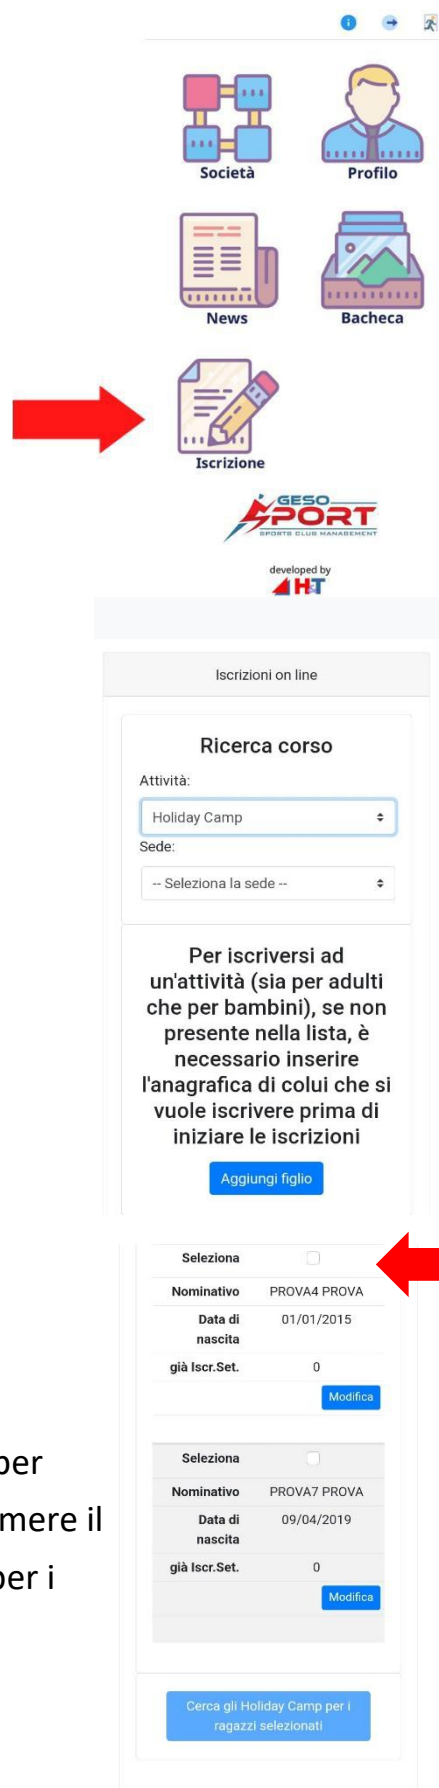 Società
Profilo
News
Bacheca
Iscrizione
GESO
SPORT
SPORTS CLUB MANAGEMENT
developed by
H&T
Iscrizioni on line
Ricerca corso
Attività:
Holiday Camp
Sede:
-- Seleziona la sede --
Per iscriversi ad
un'attività (sia per adulti
che per bambini), se non
presente nella lista, è
necessario inserire
l'anagrafica di colui che si
vuole iscrivere prima di
iniziare le iscrizioni
Aggiungi figlio
Seleziona
Nominativo PROVA4 PROVA
Data di 01/01/2015
nascita
già Iscr.Set. 0
Modifica
Seleziona
Nominativo PROVA7 PROVA
Data di 09/04/2019
nascita
già Iscr.Set. 0
Modifica
per
mere il
per i
Cerca gli Holiday Camp per i
ragazzi selezionati